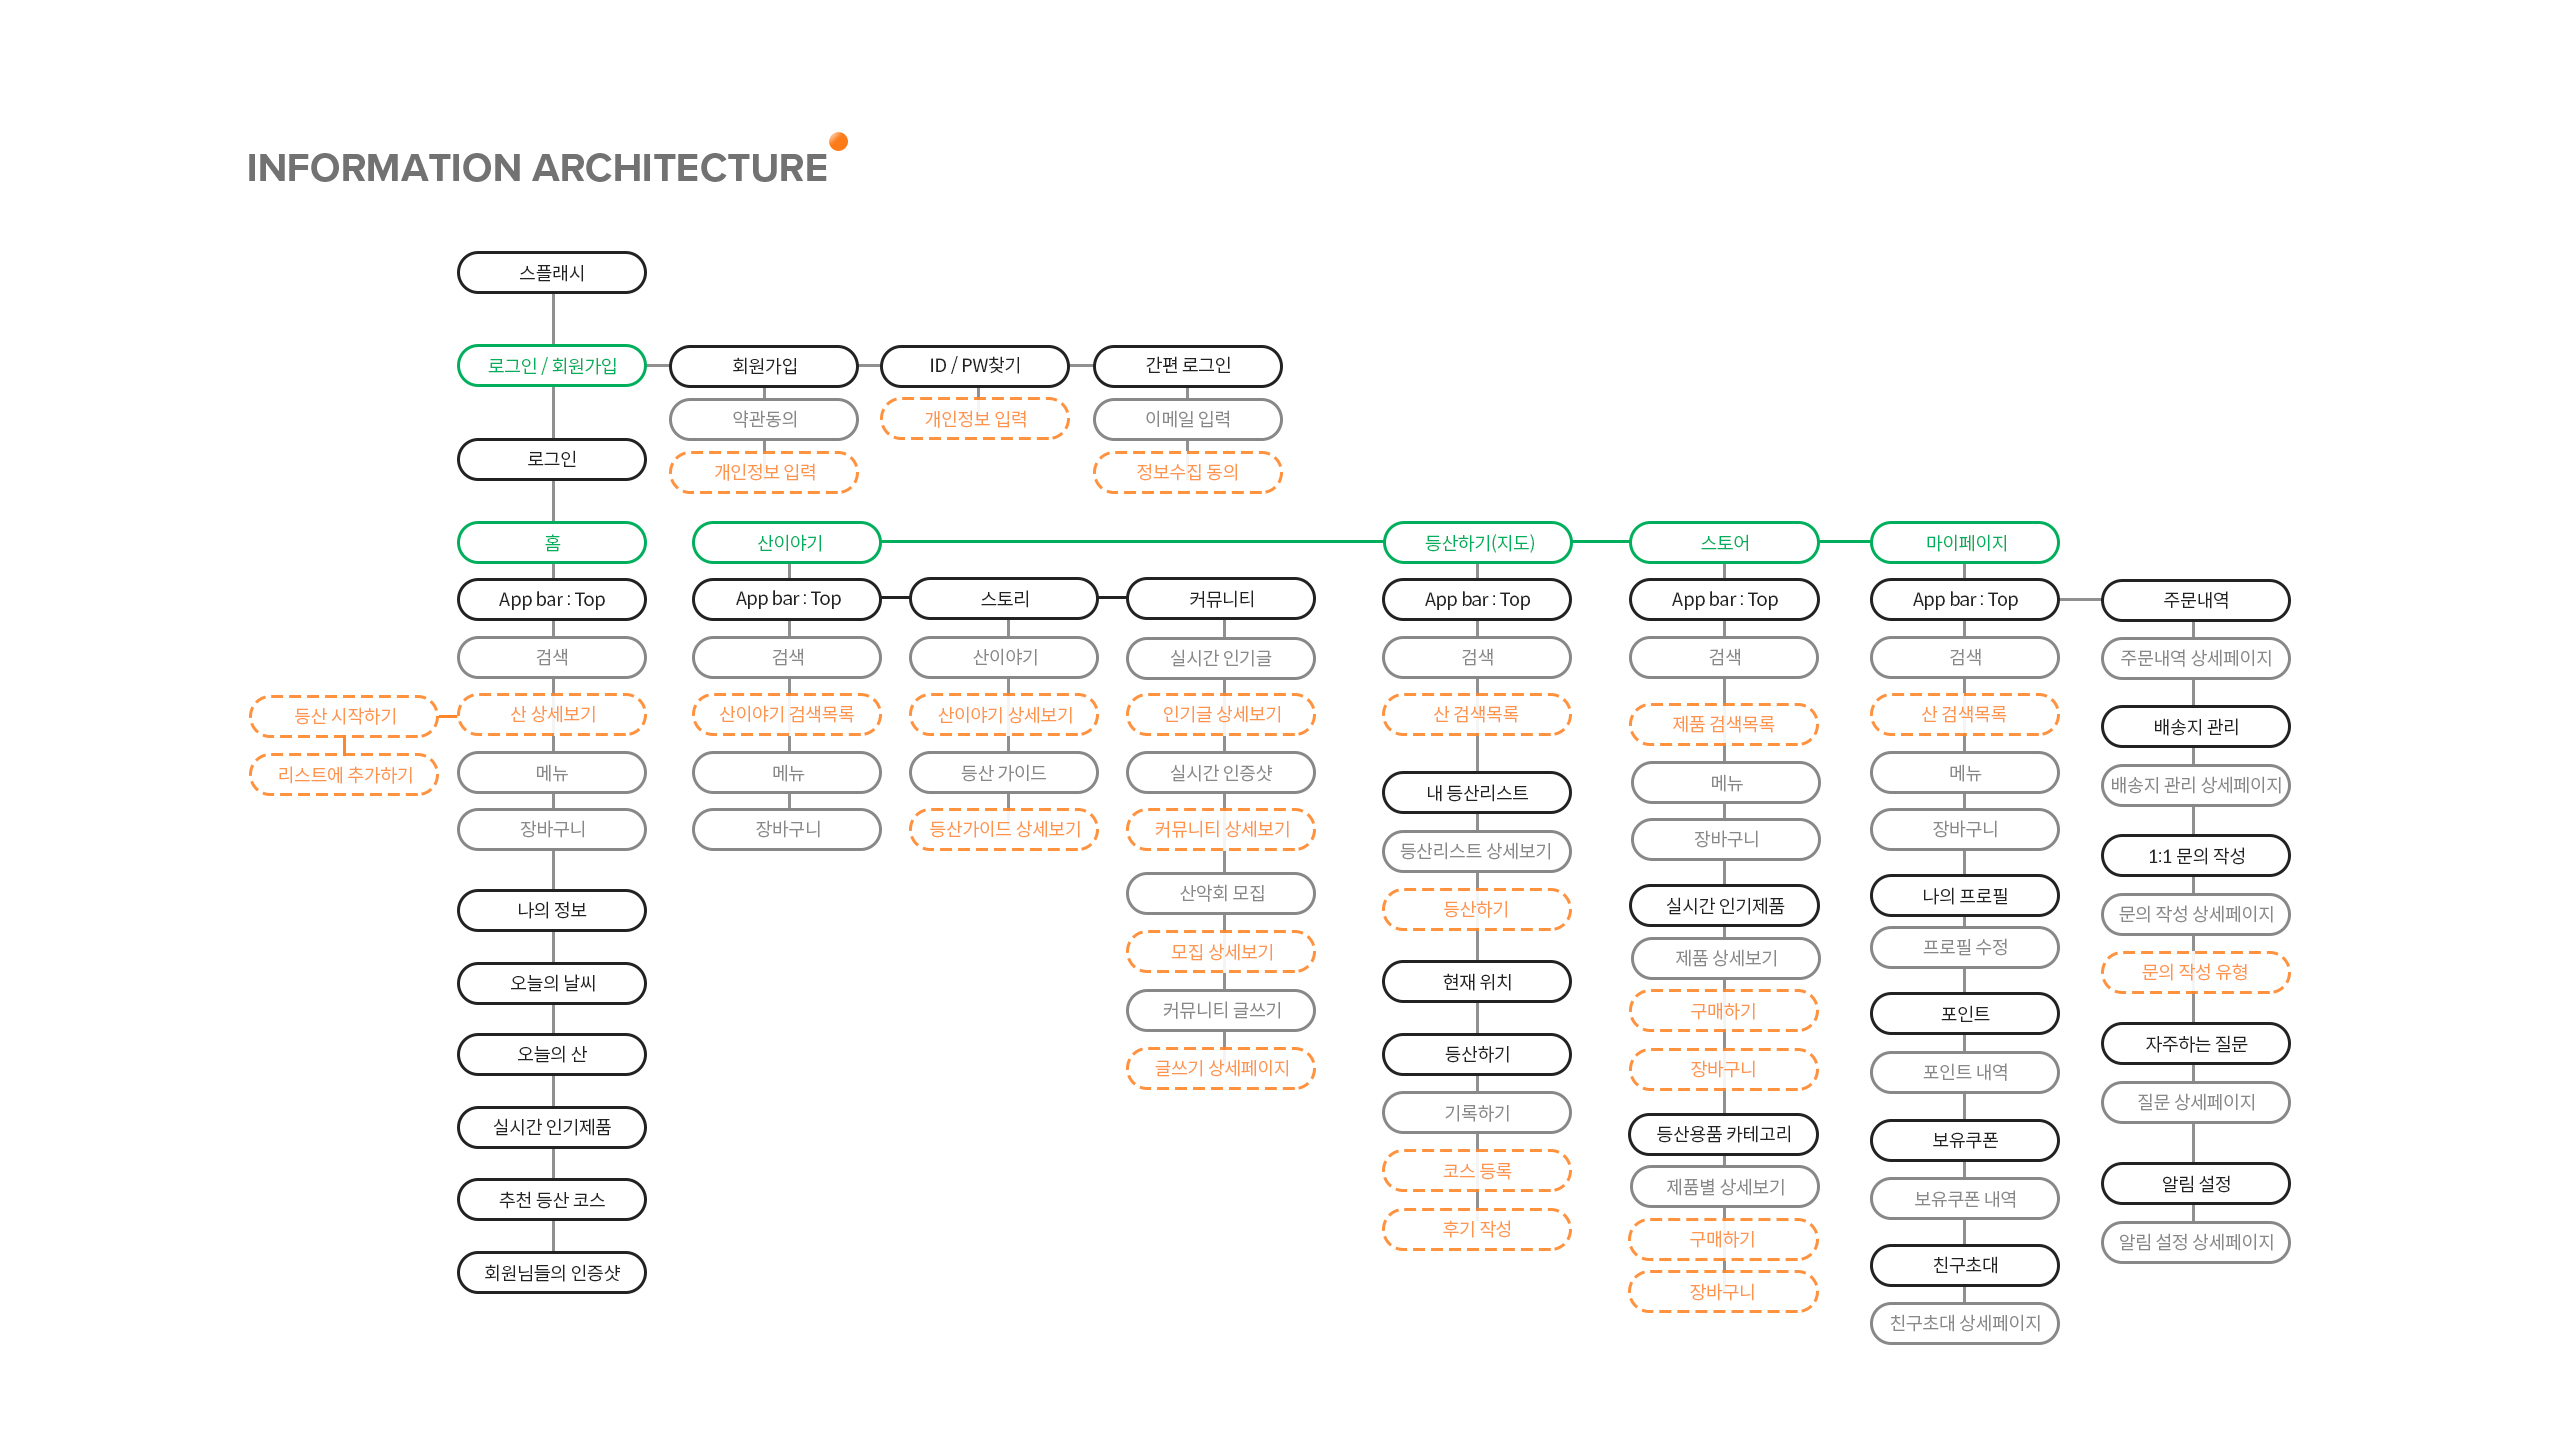 INFORMATION ARCHITECTURE
스플래시
로그인 / 회원가입
회원가입
ID / PW찾기
간편 로그인
약관동의
개인정보 입력
이메일 입력
로그인
개인정보 입력
정보수집 동의
홈
산이야기
등산하기(지도)
스토어
마이페이지
App bar : Top
App bar : Top
스토리
커뮤니티
App bar : Top
App bar : Top
App bar : Top
주문내역
검색
검색
산이야기
실시간 인기글
검색
검색
검색
주문내역 상세페이지
등산 시작하기
산 상세보기
산이야기 검색목록
산이야기 상세보기
인기글 상세보기
산 검색목록
제품 검색목록
산 검색목록
배송지 관리
리스트에 추가하기
메뉴
메뉴
등산 가이드
실시간 인증샷
내 등산리스트
메뉴
메뉴
배송지 관리 상세페이지
장바구니
장바구니
등산가이드 상세보기
커뮤니티 상세보기
등산리스트 상세보기
장바구니
장바구니
1:1 문의 작성
나의 정보
산악회 모집
등산하기
실시간 인기제품
나의 프로필
문의 작성 상세페이지
모집 상세보기
제품 상세보기
프로필 수정
문의 작성 유형
오늘의 날씨
커뮤니티 글쓰기
현재 위치
구매하기
포인트
오늘의 산
글쓰기 상세페이지
등산하기
장바구니
포인트 내역
자주하는 질문
실시간 인기제품
기록하기
등산용품 카테고리
보유쿠폰
질문 상세페이지
추천 등산 코스
코스 등록
제품별 상세보기
보유쿠폰 내역
알림 설정
후기 작성
구매하기
알림 설정 상세페이지
회원님들의 인증샷
장바구니
친구초대
친구초대 상세페이지